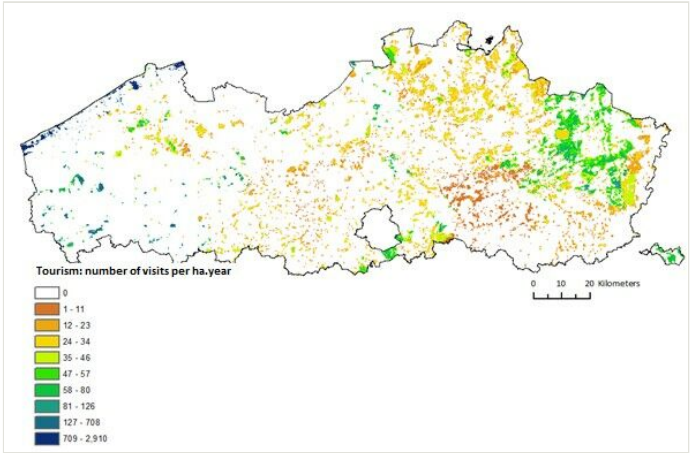 Tourism: number of visits per ha.year
0
1 - 11
12 - 23
24 - 34
35 - 46
47 - 57
58 - 80
81 - 126
127 - 708
709 - 2,910
0 10 20 Kilometers